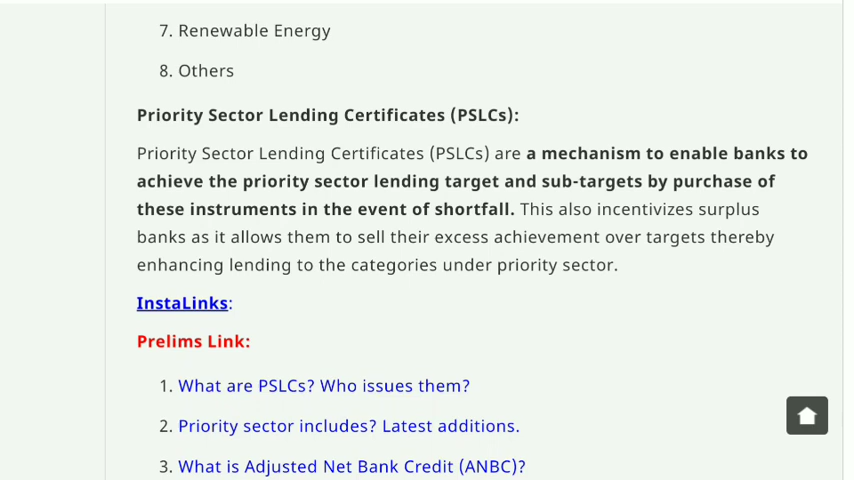 7. Renewable Energy
8. Others
Priority Sector Lending Certificates (PSLCs):
Priority Sector Lending Certificates (PSLCs) are a mechanism to enable banks to
achieve the priority sector lending target and sub-targets by purchase of
these instruments in the event of shortfall. This also incentivizes surplus
banks as it allows them to sell their excess achievement over targets thereby
enhancing lending to the categories under priority sector.
InstaLinks:
Prelims Link:
1. What are PSLCs? Who issues them?
2. Priority sector includes? Latest additions.
3. What is Adjusted Net Bank Credit (ANBC)?